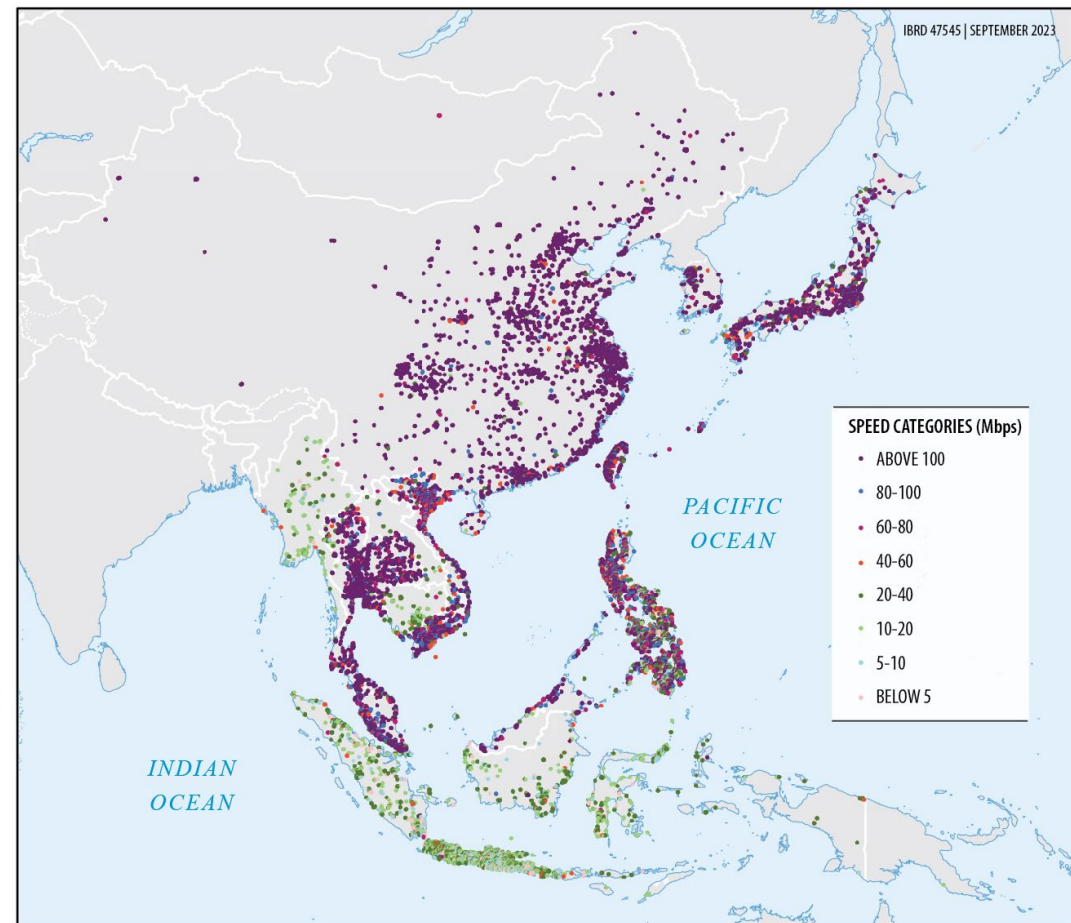 IBRD 47545 | SEPTEMBER 2023
SPEED CATEGORIES (Mbps)
ABOVE 100
80-100
60-80
40-60
20-40
10-20
5-10
BELOW 5
PACIFIC
OCEAN
INDIAN
OCEAN